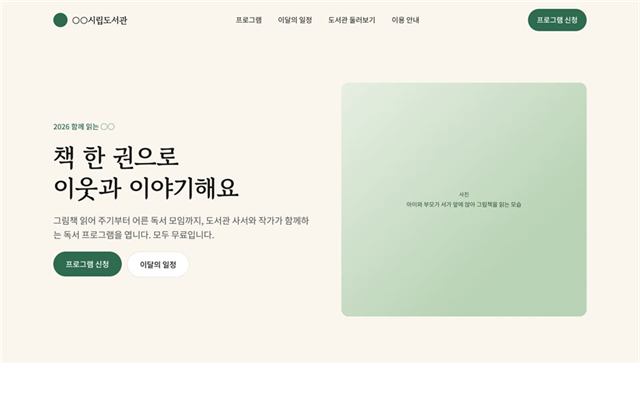 ○○시립도서관
프로그램
이달의 일정
도서관 둘러보기
이용 안내
프로그램 신청
2026 함께 읽는 ○○
책 한 권으로
이웃과 이야기해요
그림책 읽어 주기부터 어른 독서 모임까지, 도서관 사서와 작가가 함께하
는 독서 프로그램을 엽니다. 모두 무료입니다.
프로그램 신청
이달의 일정
사진
아이와 부모가 서가 앞에 앉아 그림책을 읽는 모습